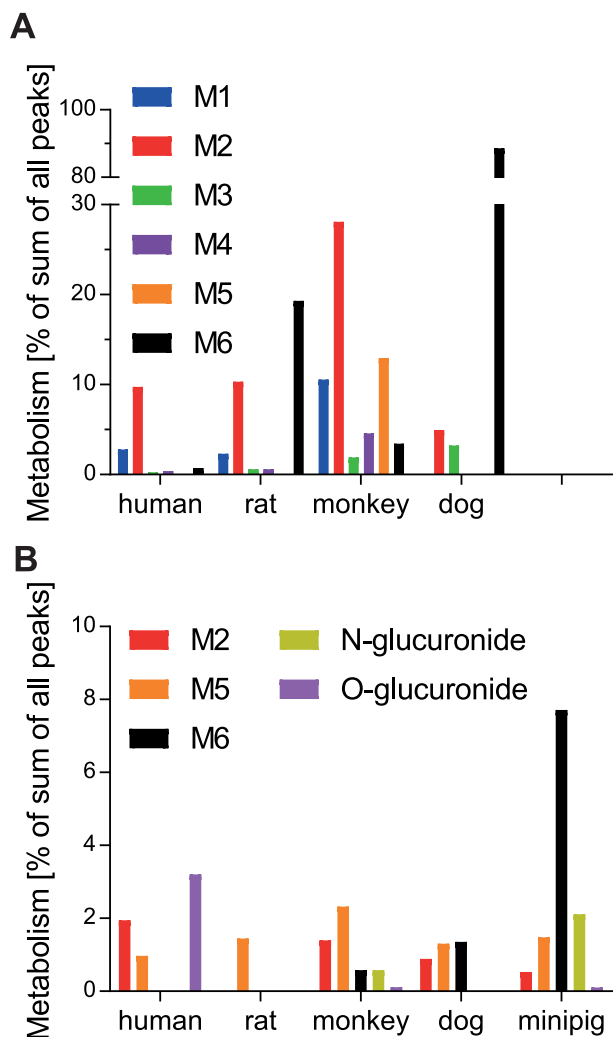 A
Metabolism [% of sum of all peaks]
100
80
30
20
10
0
M1
M2
M3
M4
M5
M6
human rat monkey dog
B
Metabolism [% of sum of all peaks]
10
8
6
4
2
0
M2 N-glucuronide
M5 O-glucuronide
M6
human rat monkey dog minipig